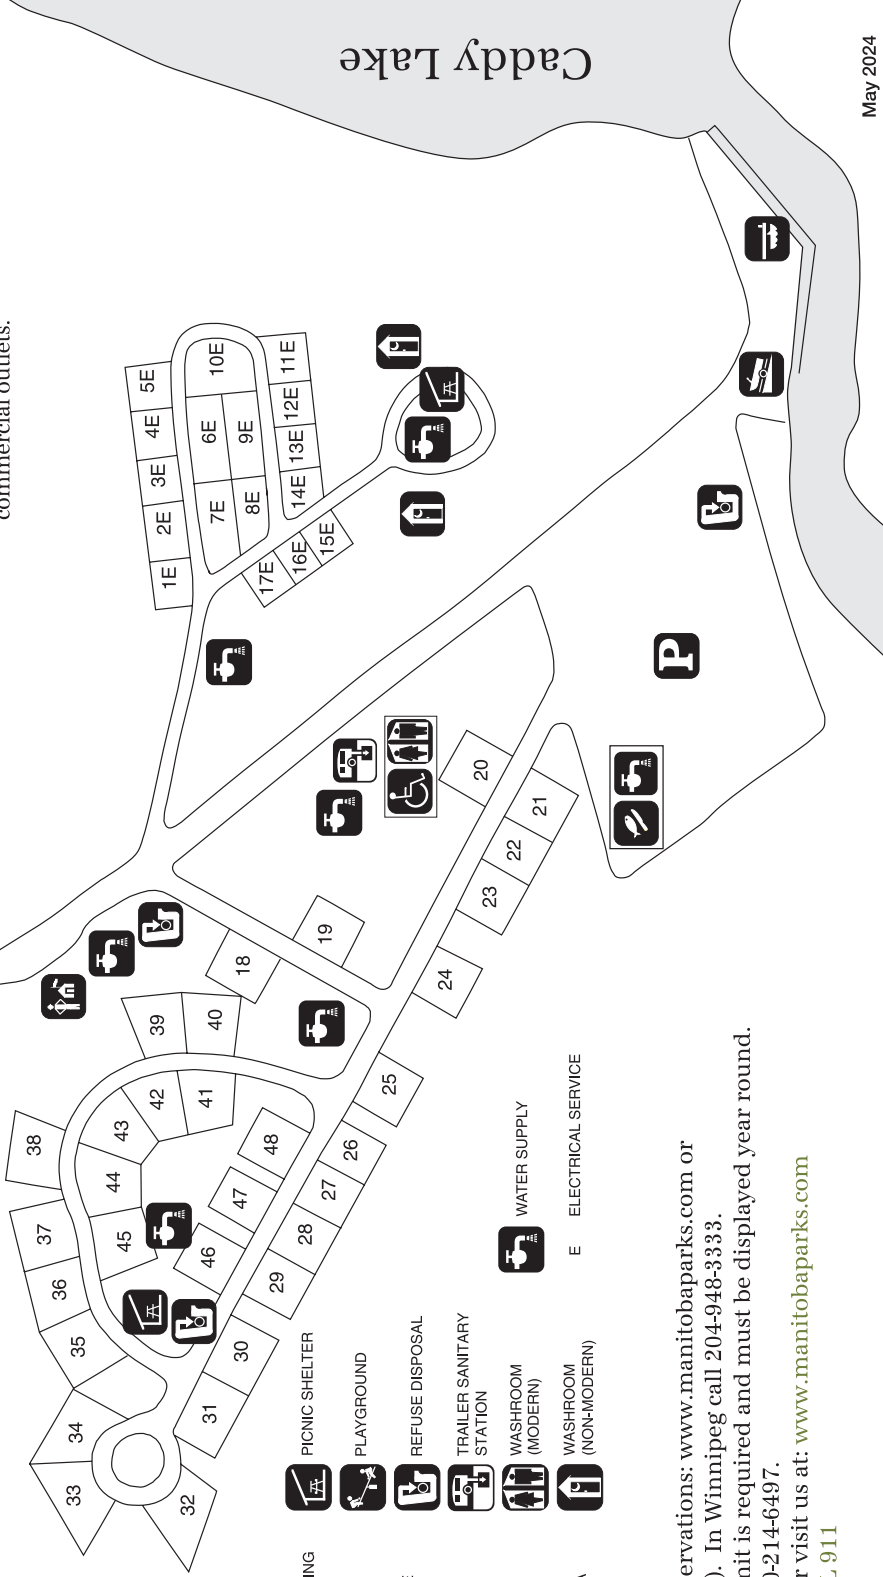 commercial outlets.
Caddy Lake
May 2024
1E
2E
3E
4E
5E
6E
7E
8E
9E
10E
11E
12E
13E
14E
15E
16E
17E
18
19
20
21
22
23
24
25
26
27
28
29
30
31
32
33
34
35
36
37
38
39
40
41
42
43
44
45
46
47
48
P
PICNIC SHELTER
PLAYGROUND
REFUSE DISPOSAL
TRAILER SANITARY
STATION
WASHROOM
(MODERN)
WASHROOM
(NON-MODERN)
WATER SUPPLY
E ELECTRICAL SERVICE
ervations: www.manitobaparks.com or
). In Winnipeg call 204-948-3333.
mit is required and must be displayed year round.
0-214-6497.
r visit us at: www.manitobaparks.com
L 911